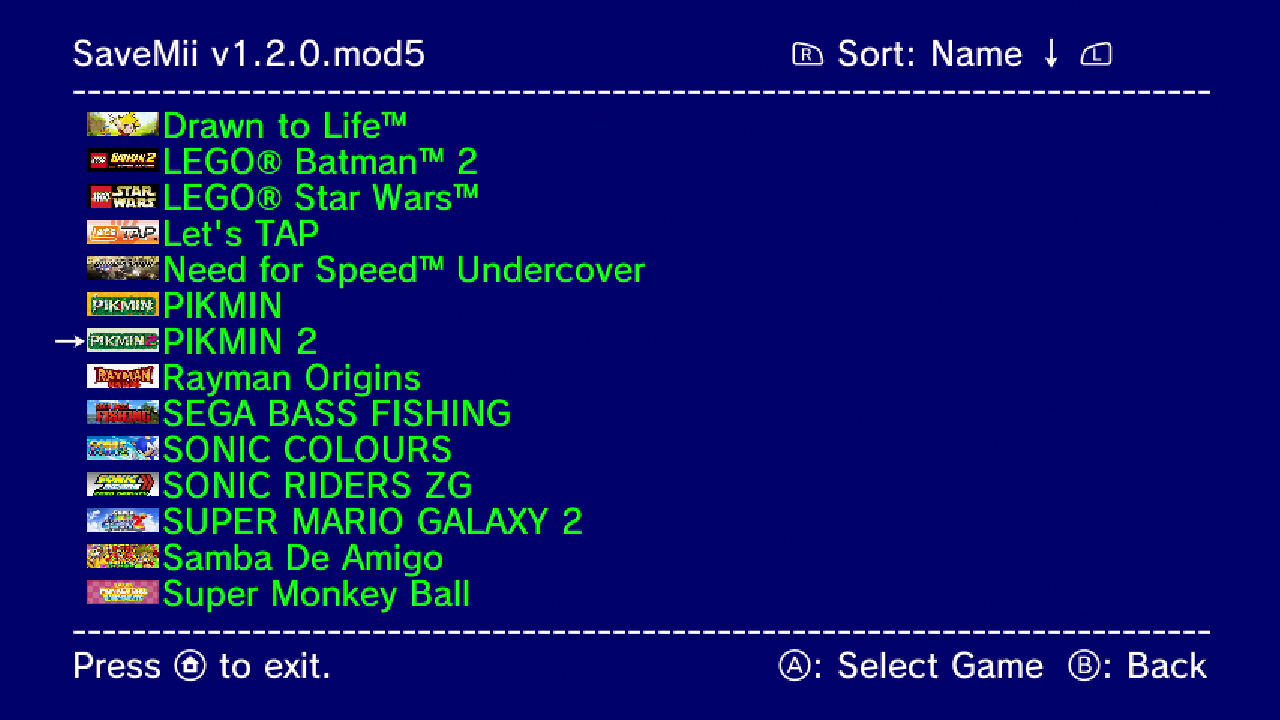 SaveMii v1.2.0.mod5
R Sort: Name ↓ L
Drawn to Life™
LEGO® Batman™ 2
LEGO® Star Wars™
Let's TAP
Need for Speed™ Undercover
PIKMIN
→ PIKMIN 2
Rayman Origins
SEGA BASS FISHING
SONIC COLOURS
SONIC RIDERS ZG
SUPER MARIO GALAXY 2
Samba De Amigo
Super Monkey Ball
Press to exit.
Ⓐ: Select Game Ⓑ: Back